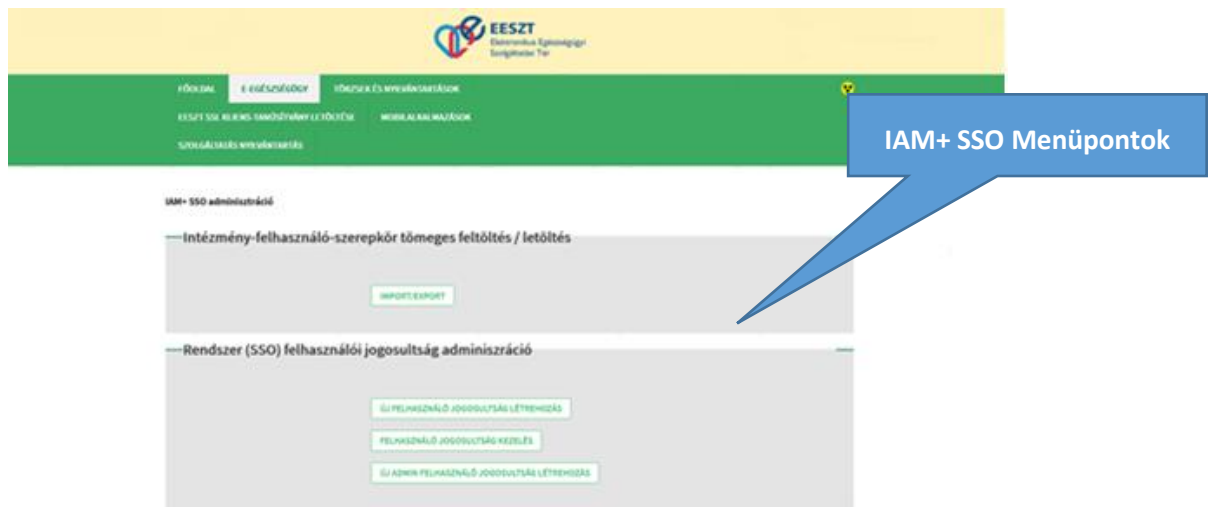 EESZT
Elektronikus Egészségügyi
Szolgáltatási Tér
FŐOLDAL E-EGÉSZSÉGÜGY TÖRZSEK ÉS NYILVÁNTARTÁSOK
EESZT SSL KLIENS-TANÚSÍTVÁNY LETÖLTÉSE MOBILALKALMAZÁSOK
SZOLGÁLTATÁS NYILVÁNTARTÁS
IAM+ SSO Menüpontok
IAM+ SSO adminisztráció
Intézmény-felhasználó-szerepkör tömeges feltöltés / letöltés
IMPORT/EXPORT
Rendszer (SSO) felhasználói jogosultság adminiszráció
ÚJ FELHASZNÁLÓ JOGOSULTSÁG LÉTREHOZÁS
FELHASZNÁLÓ JOGOSULTSÁG KEZELÉS
ÚJ ADMIN FELHASZNÁLÓ JOGOSULTSÁG LÉTREHOZÁS